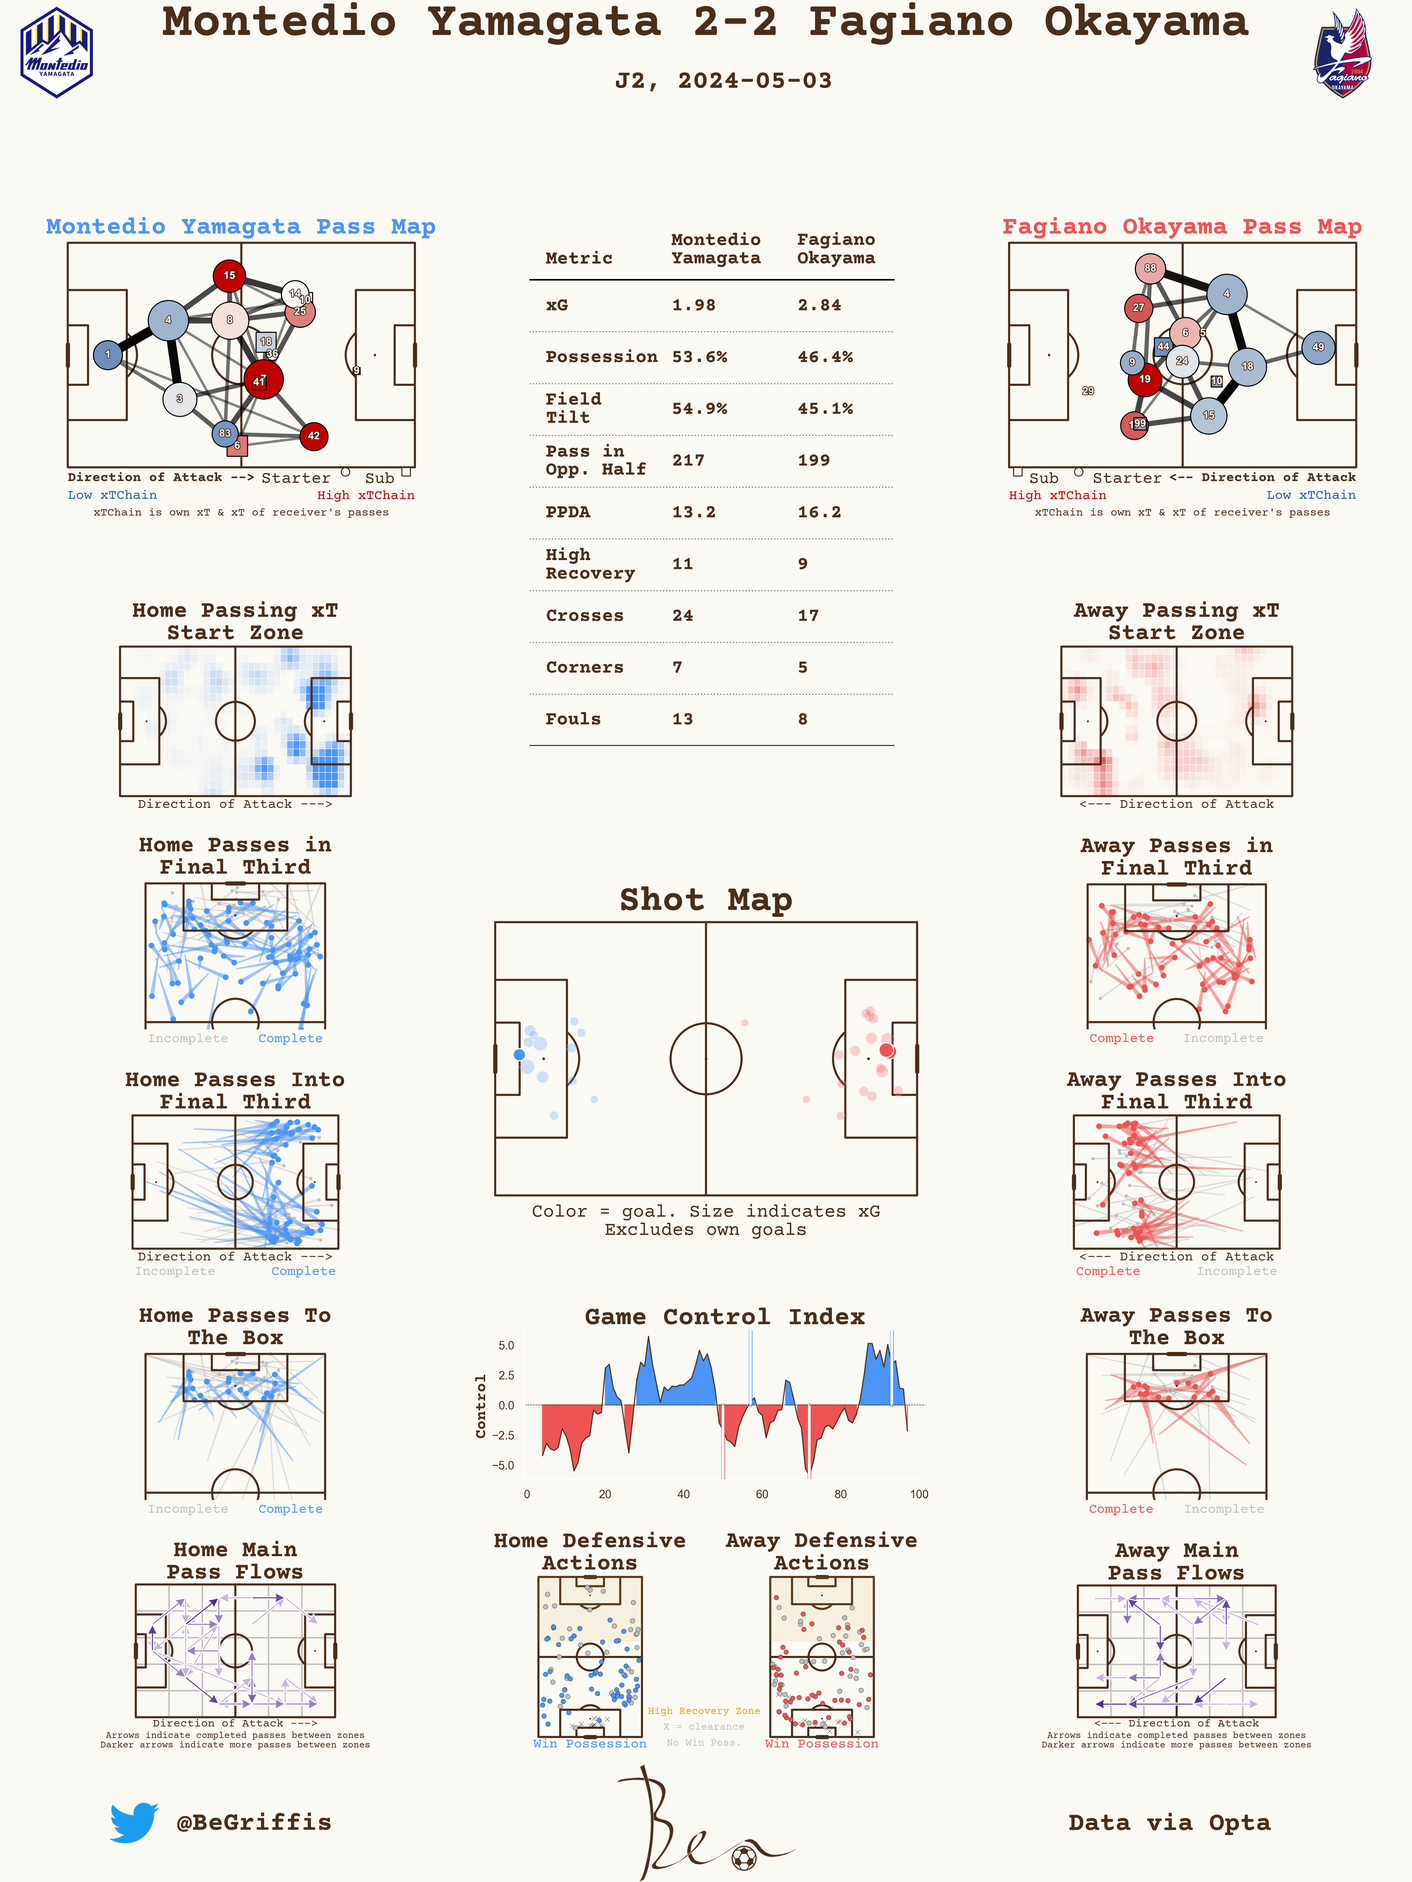 Montedio Yamagata 2-2 Fagiano Okayama
J2, 2024-05-03
Montedio
YAMAGATA
2004
Fagiano
OKAYAMA
Montedio Yamagata Pass Map
15
14
10
25
4
8
18
36
1
7
41
9
3
83
6
42
Direction of Attack --> Starter Sub
Low xTChain High xTChain
xTChain is own xT & xT of receiver's passes
Metric Montedio Yamagata Fagiano Okayama
xG 1.98 2.84
Possession 53.6% 46.4%
Field Tilt 54.9% 45.1%
Pass in Opp. Half 217 199
PPDA 13.2 16.2
High Recovery 11 9
Crosses 24 17
Corners 7 5
Fouls 13 8
Fagiano Okayama Pass Map
88
4
27
6
5
44
49
9
24
18
19
10
29
15
99
Sub Starter <-- Direction of Attack
High xTChain Low xTChain
xTChain is own xT & xT of receiver's passes
Home Passing xT
Start Zone
Direction of Attack --->
Away Passing xT
Start Zone
<--- Direction of Attack
Home Passes in
Final Third
Incomplete Complete
Away Passes in
Final Third
Complete Incomplete
Shot Map
Color = goal. Size indicates xG
Excludes own goals
Home Passes Into
Final Third
Direction of Attack --->
Incomplete Complete
Away Passes Into
Final Third
<--- Direction of Attack
Complete Incomplete
Home Passes To
The Box
Incomplete Complete
Game Control Index
Control
5.0
2.5
0.0
−2.5
−5.0
0 20 40 60 80 100
Away Passes To
The Box
Complete Incomplete
Home Main
Pass Flows
Direction of Attack --->
Arrows indicate completed passes between zones
Darker arrows indicate more passes between zones
Home Defensive
Actions
Win Possession
High Recovery Zone
X = clearance
No Win Poss.
Away Defensive
Actions
Win Possession
Away Main
Pass Flows
<--- Direction of Attack
Arrows indicate completed passes between zones
Darker arrows indicate more passes between zones
@BeGriffis
Ben
Data via Opta